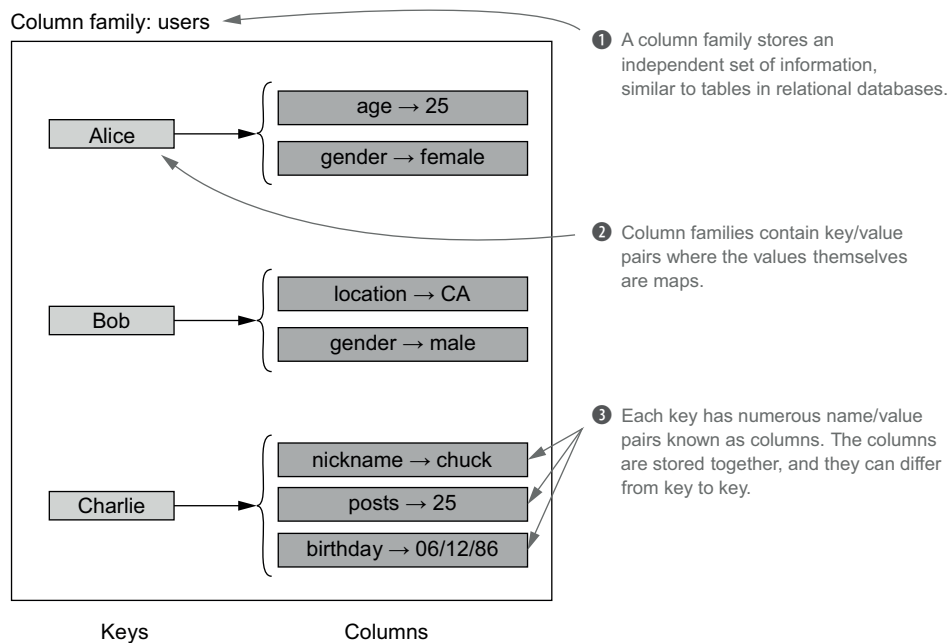 Column family: users
❶ A column family stores an
independent set of information,
similar to tables in relational databases.
age → 25
Alice
gender → female
❷ Column families contain key/value
pairs where the values themselves
are maps.
location → CA
Bob
gender → male
❸ Each key has numerous name/value
pairs known as columns. The columns
are stored together, and they can differ
from key to key.
nickname → chuck
Charlie
posts → 25
birthday → 06/12/86
Keys
Columns